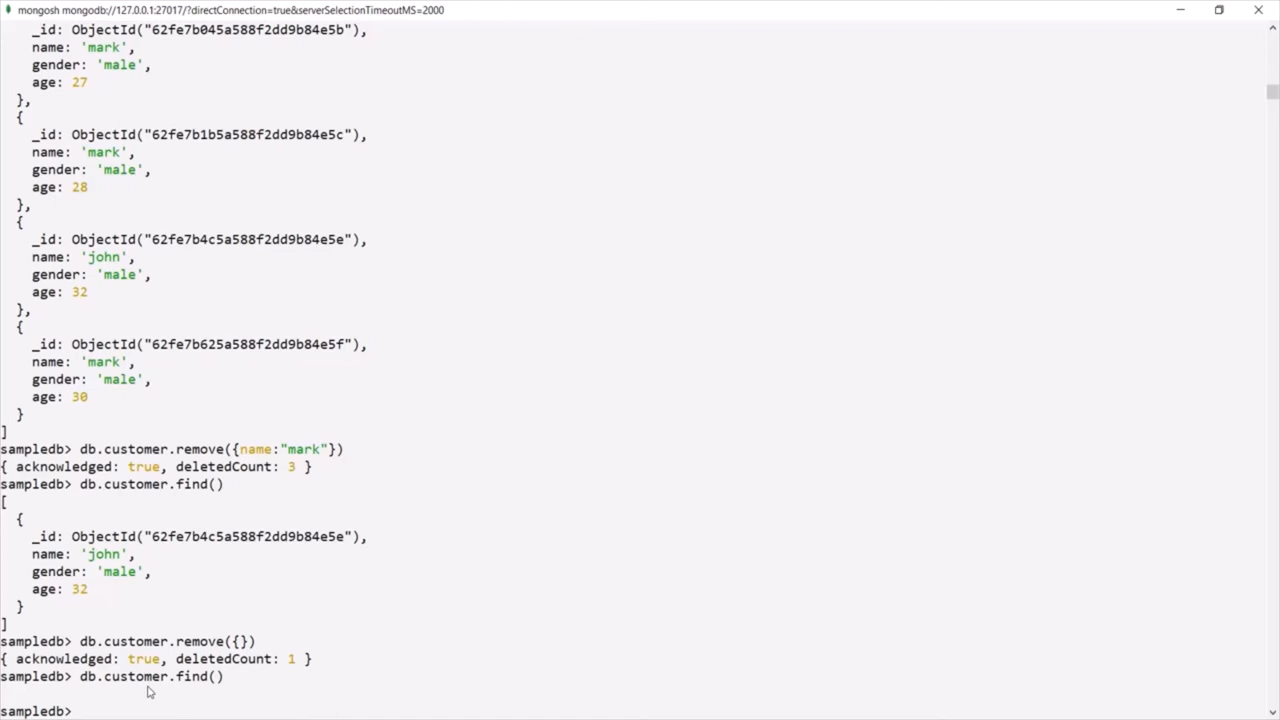 mongosh mongodb://127.0.0.1:27017/?directConnection=true&serverSelectionTimeoutMS=2000
_id: ObjectId("62fe7b045a588f2dd9b84e5b"),
name: 'mark',
gender: 'male',
age: 27
},
{
_id: ObjectId("62fe7b1b5a588f2dd9b84e5c"),
name: 'mark',
gender: 'male',
age: 28
},
{
_id: ObjectId("62fe7b4c5a588f2dd9b84e5e"),
name: 'john',
gender: 'male',
age: 32
},
{
_id: ObjectId("62fe7b625a588f2dd9b84e5f"),
name: 'mark',
gender: 'male',
age: 30
}
]
sampledb> db.customer.remove({name:"mark"})
{ acknowledged: true, deletedCount: 3 }
sampledb> db.customer.find()
[
{
_id: ObjectId("62fe7b4c5a588f2dd9b84e5e"),
name: 'john',
gender: 'male',
age: 32
}
]
sampledb> db.customer.remove({})
{ acknowledged: true, deletedCount: 1 }
sampledb> db.customer.find()
sampledb>